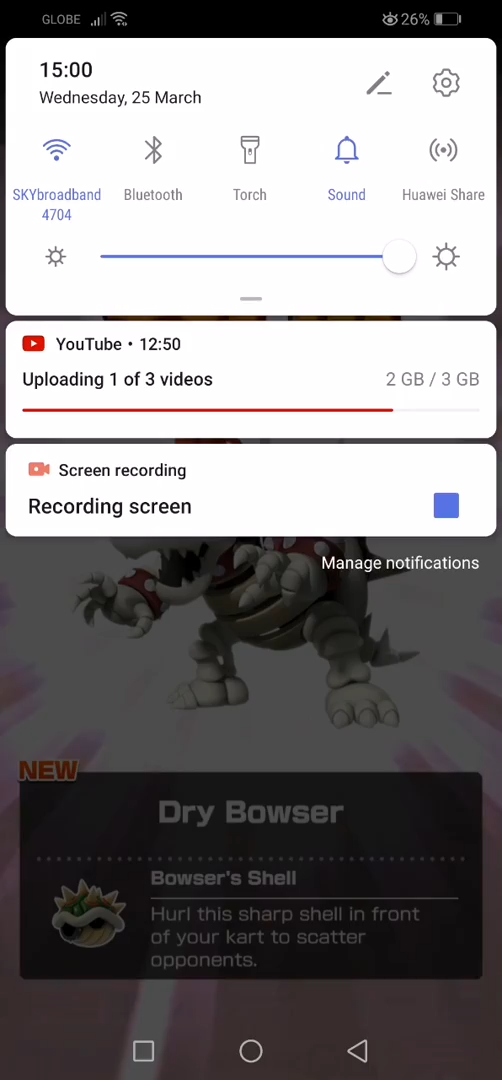 GLOBE
26%
15:00
Wednesday, 25 March
SKYbroadband
4704
Bluetooth
Torch
Sound
Huawei Share
YouTube • 12:50
Uploading 1 of 3 videos
2 GB / 3 GB
Screen recording
Recording screen
Manage notifications
NEW
Dry Bowser
Bowser's Shell
Hurl this sharp shell in front
of your kart to scatter
opponents.